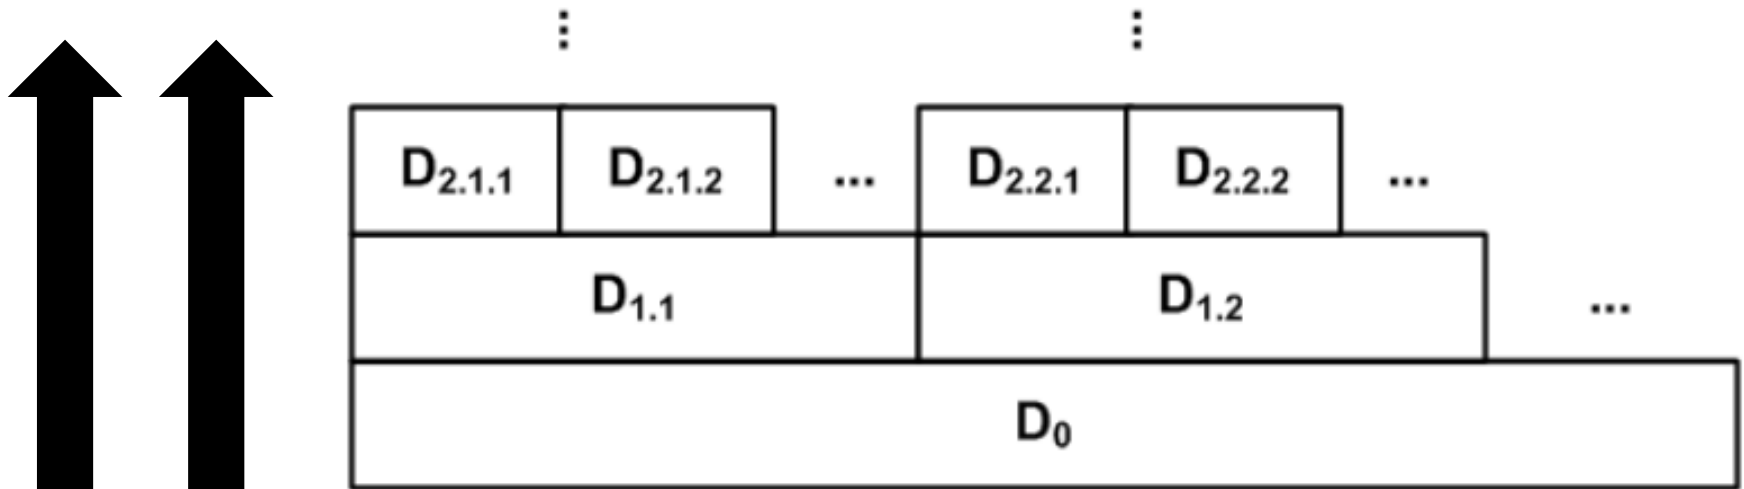 ⋮ ⋮
D₂.₁.₁ D₂.₁.₂ ... D₂.₂.₁ D₂.₂.₂ ...
D₁.₁ D₁.₂ ...
D₀